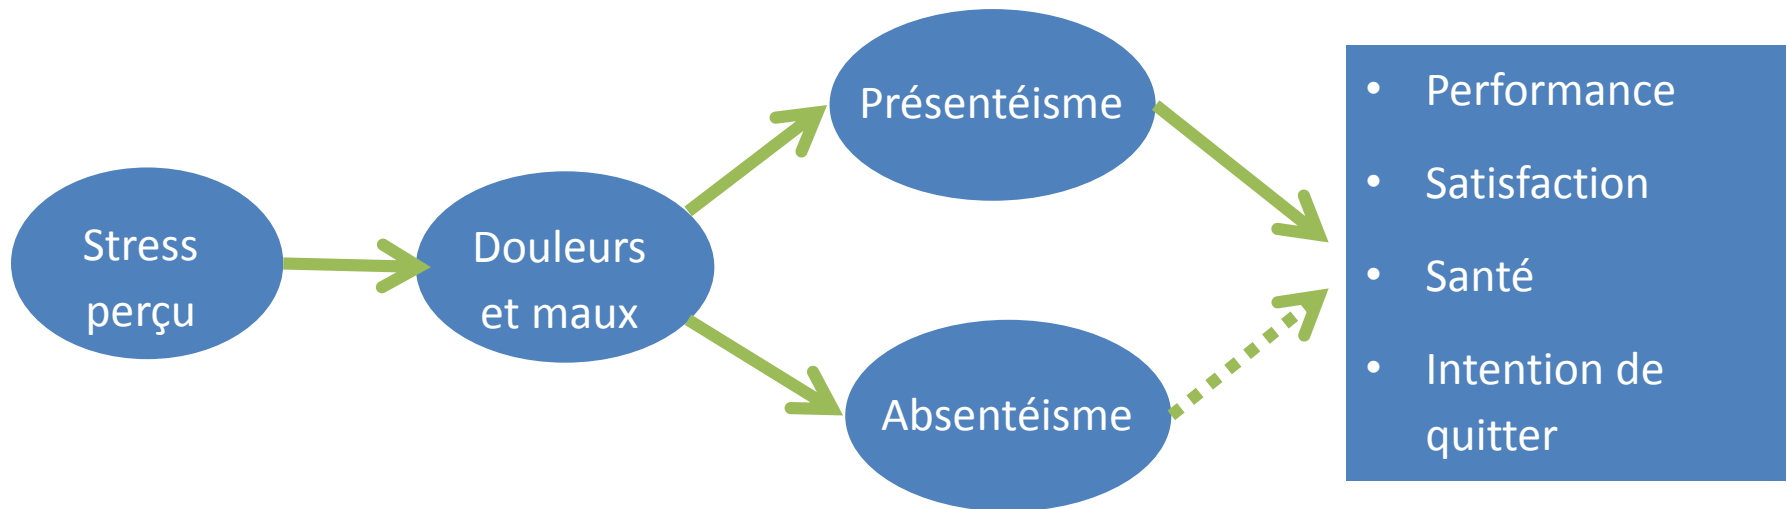 Stress
perçu
Douleurs
et maux
Présentéisme
Absentéisme
• Performance
• Satisfaction
• Santé
• Intention de
quitter